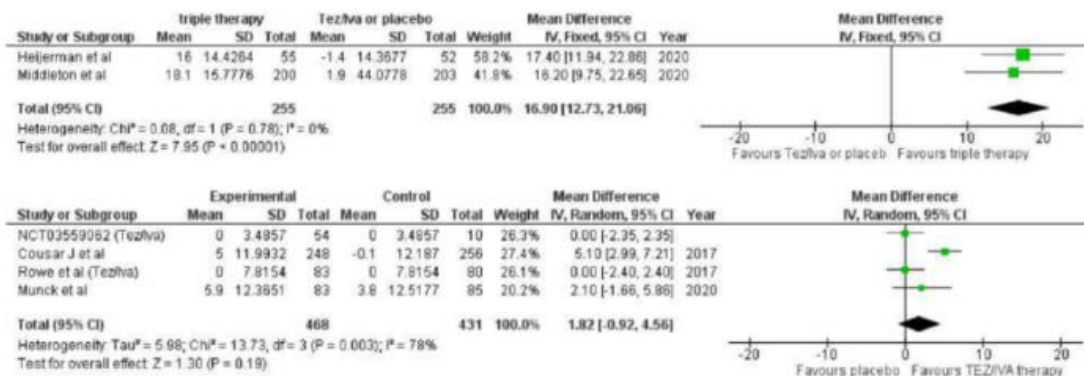 triple therapy Tez/Iva or placebo Mean Difference Mean Difference
Study or Subgroup Mean SD Total Mean SD Total Weight IV, Fixed, 95% CI Year IV, Fixed, 95% CI
Heijerman et al 16 14.4264 55 -1.4 14.3677 52 58.2% 17.40 [11.94, 22.86] 2020
Middleton et al 18.1 15.7776 200 1.9 44.0778 203 41.8% 16.20 [9.75, 22.65] 2020
Total (95% CI) 255 255 100.0% 16.90 [12.73, 21.06]
Heterogeneity: Chi² = 0.08, df = 1 (P = 0.78); I² = 0%
Test for overall effect: Z = 7.95 (P < 0.00001)
-20 -10 0 10 20
Favours Tez/Iva or placeb Favours triple therapy
Experimental Control Mean Difference Mean Difference
Study or Subgroup Mean SD Total Mean SD Total Weight IV, Random, 95% CI Year IV, Random, 95% CI
NCT03559062 (Tez/Iva) 0 3.4857 54 0 3.4857 10 26.3% 0.00 [-2.35, 2.35]
Cousar J et al 5 11.9932 248 -0.1 12.187 256 27.4% 5.10 [2.99, 7.21] 2017
Rowe et al (Tez/Iva) 0 7.8154 83 0 7.8154 80 26.1% 0.00 [-2.40, 2.40] 2017
Munck et al 5.9 12.3651 83 3.8 12.5177 85 20.2% 2.10 [-1.66, 5.86] 2020
Total (95% CI) 468 431 100.0% 1.82 [-0.92, 4.56]
Heterogeneity: Tau² = 5.98; Chi² = 13.73, df = 3 (P = 0.003); I² = 78%
Test for overall effect: Z = 1.30 (P = 0.19)
-20 -10 0 10 20
Favours placebo Favours TEZ/IVA therapy